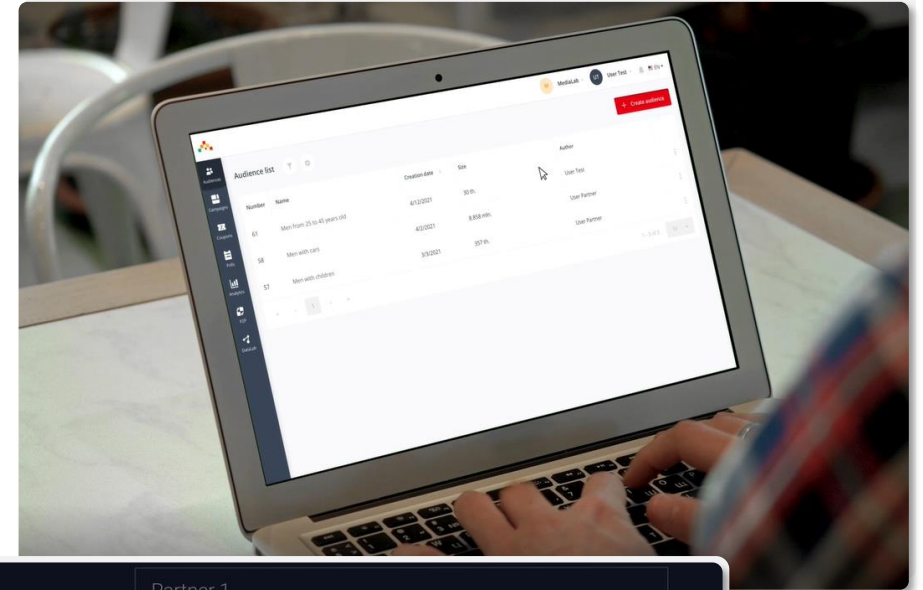 MediaLab
UT
User Test
EN
+ Create audience
Audience list
Audiences
Campaigns
Coupons
Polls
Analytics
TOP
DataLab
Number Name Creation date Size Author
61 Men from 25 to 45 years old 4/12/2021 30 th. User Test
58 Men with cars 4/2/2021 8.858 mln. User Partner
57 Men with children 3/3/2021 357 th. User Partner
1
Partner 1